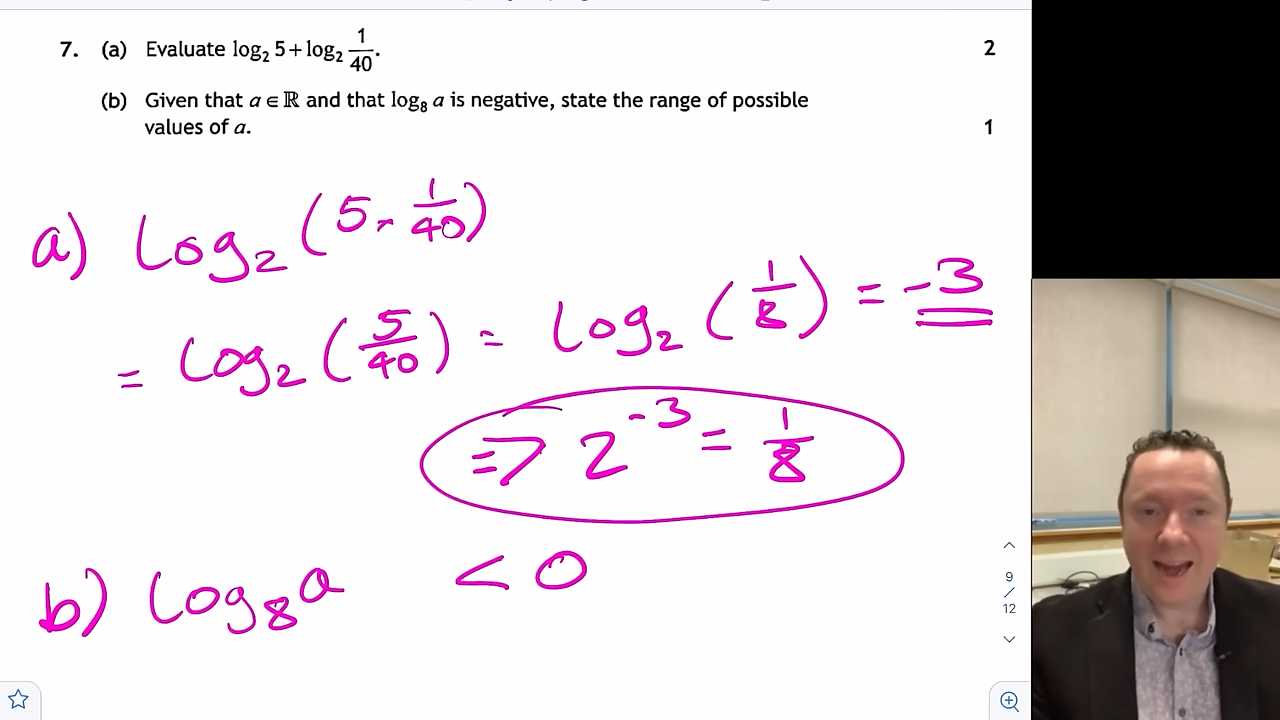 7. (a) Evaluate log₂ 5 + log₂ 1/40. 2
(b) Given that a ∈ ℝ and that log₈ a is negative, state the range of possible
values of a. 1
a) log₂ (5 × 1/40)
= log₂ (5/40) = log₂ (1/8) = -3
=> 2⁻³ = 1/8
b) log₈ a < 0
9
/
12